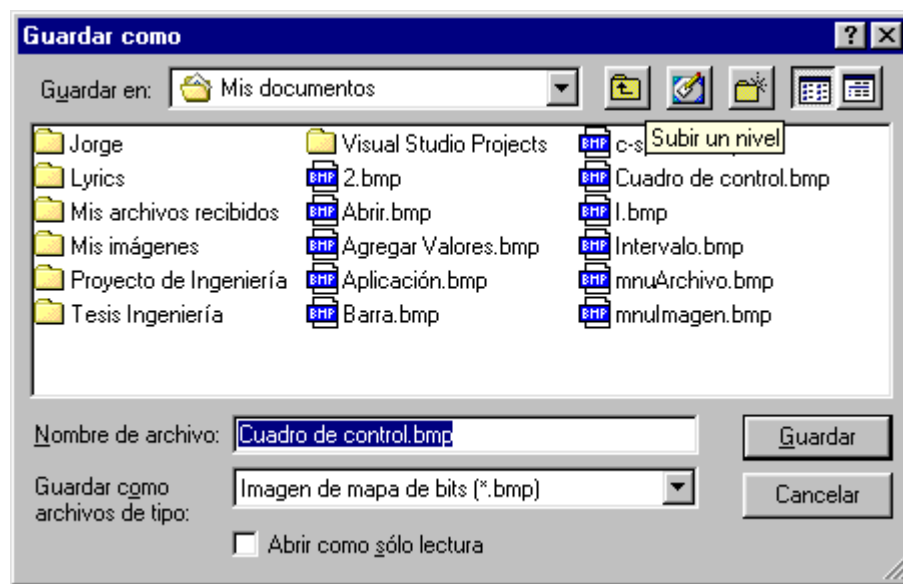 Guardar como
Guardar en: Mis documentos
Subir un nivel
Jorge
Lyrics
Mis archivos recibidos
Mis imágenes
Proyecto de Ingeniería
Tesis Ingeniería
Visual Studio Projects
2.bmp
Abrir.bmp
Agregar Valores.bmp
Aplicación.bmp
Barra.bmp
Cuadro de control.bmp
I.bmp
Intervalo.bmp
mnuArchivo.bmp
mnuImagen.bmp
Nombre de archivo: Cuadro de control.bmp
Guardar
Guardar como
archivos de tipo:
Imagen de mapa de bits (*.bmp)
Cancelar
Abrir como sólo lectura